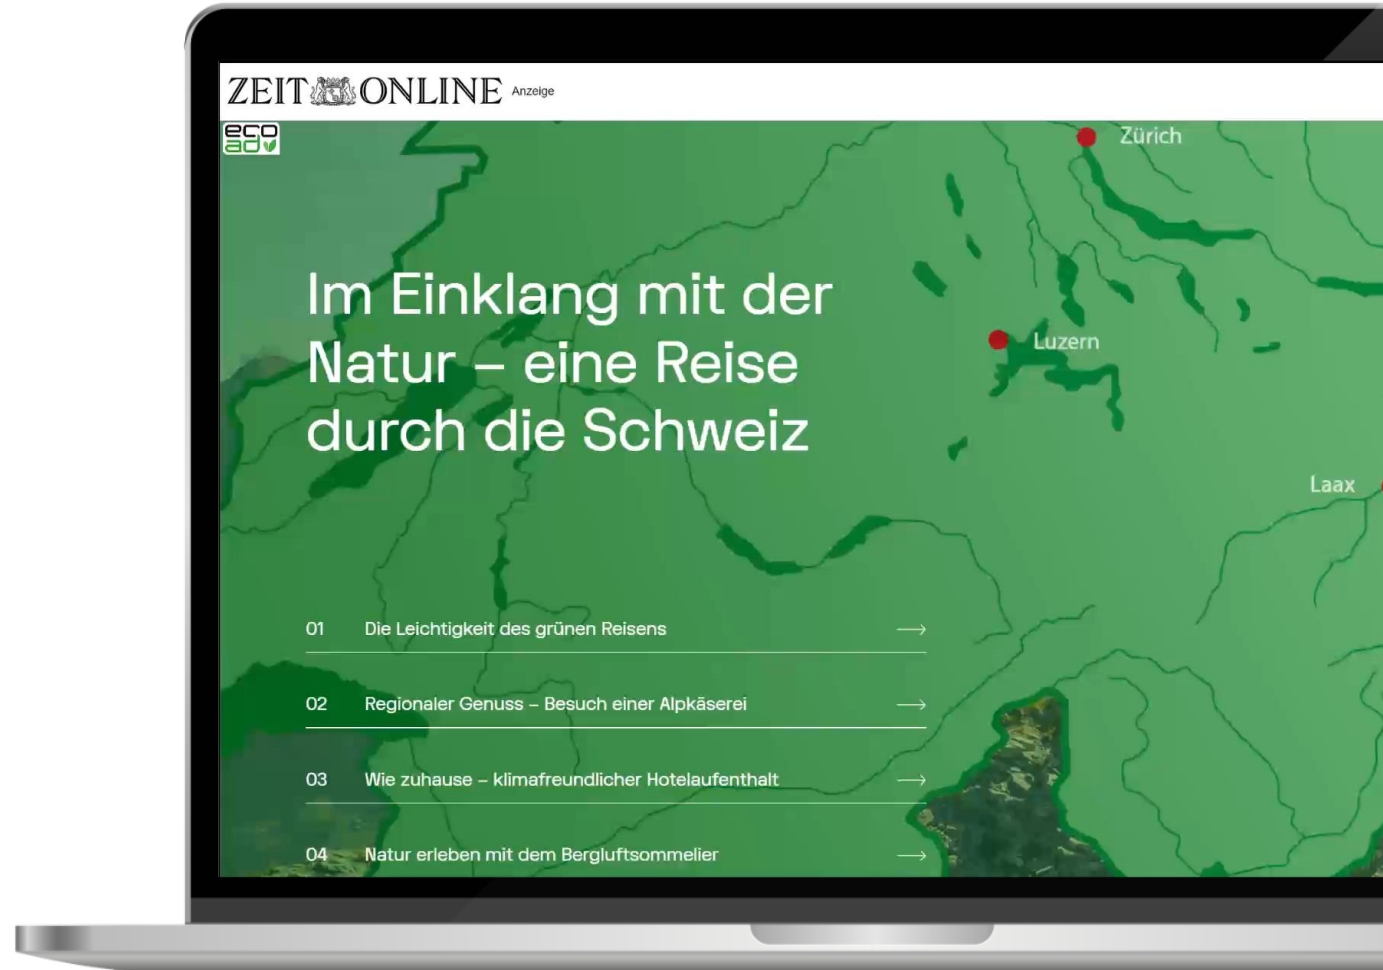 ZEIT ONLINE Anzeige
eco
ad
Zürich
Im Einklang mit der
Natur – eine Reise
durch die Schweiz
Luzern
Laax
01 Die Leichtigkeit des grünen Reisens
02 Regionaler Genuss – Besuch einer Alpkäserei
03 Wie zuhause – klimafreundlicher Hotelaufenthalt
04 Natur erleben mit dem Bergluftsommelier